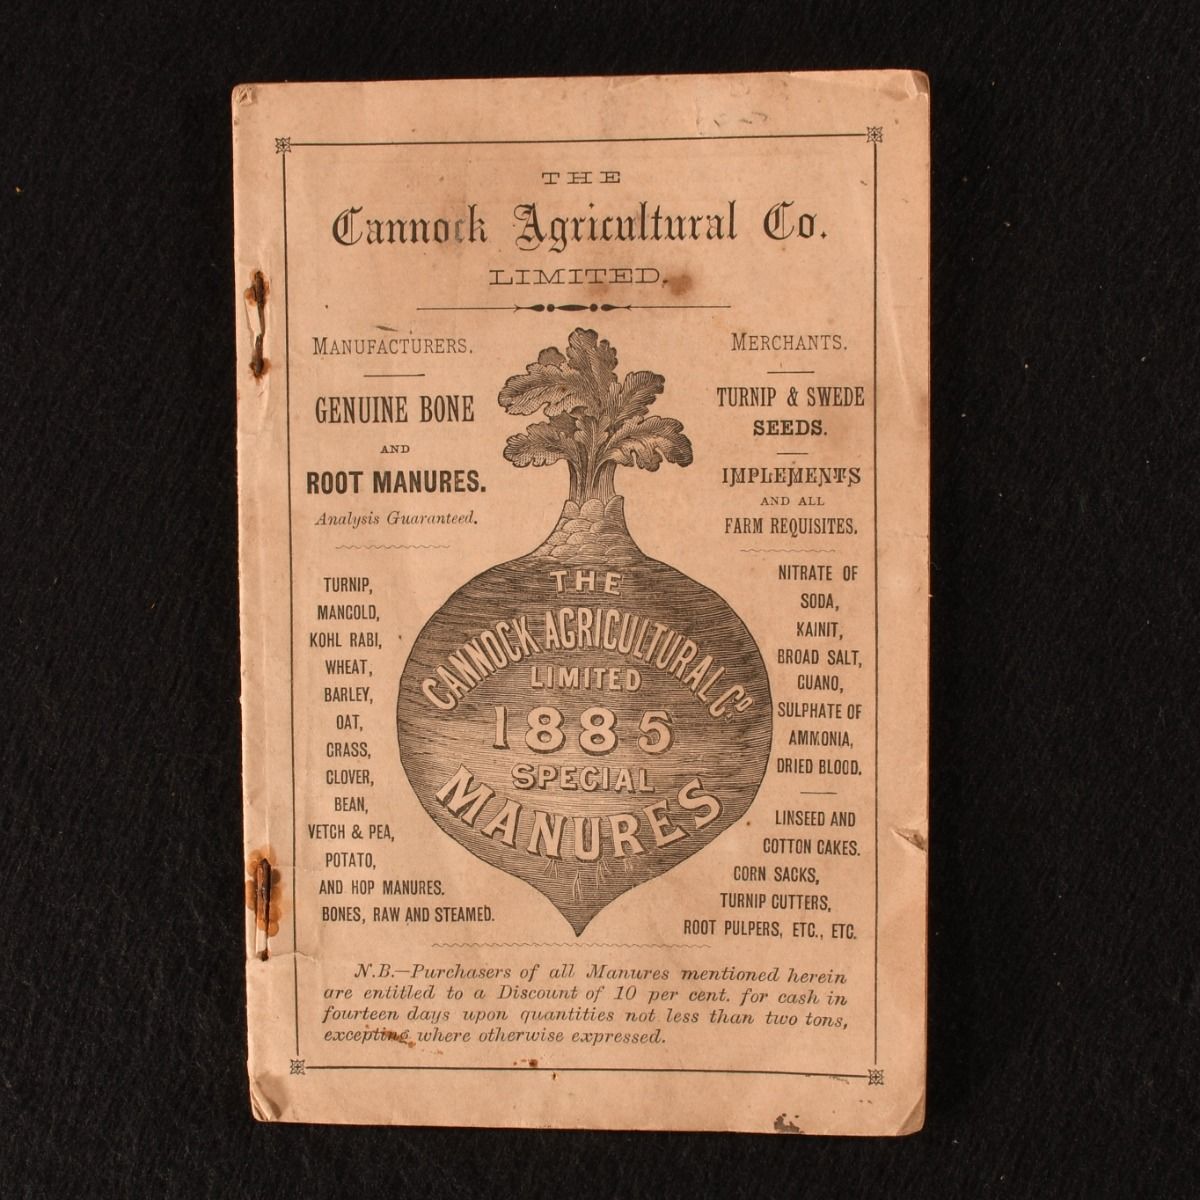 THE
Cannock Agricultural Co.
LIMITED.
MANUFACTURERS.
GENUINE BONE
AND
ROOT MANURES.
Analysis Guaranteed.
TURNIP,
MANGOLD,
KOHL RABI,
WHEAT,
BARLEY,
OAT,
GRASS,
CLOVER,
BEAN,
VETCH & PEA,
POTATO,
AND HOP MANURES.
BONES, RAW AND STEAMED.
THE
CANNOCK AGRICULTURAL Co.
LIMITED
1885
SPECIAL
MANURES
MERCHANTS.
TURNIP & SWEDE
SEEDS.
IMPLEMENTS
AND ALL
FARM REQUISITES.
NITRATE OF
SODA,
KAINIT,
BROAD SALT,
GUANO,
SULPHATE OF
AMMONIA,
DRIED BLOOD.
LINSEED AND
COTTON CAKES.
CORN SACKS,
TURNIP CUTTERS,
ROOT PULPERS, ETC., ETC.
N.B.—Purchasers of all Manures mentioned herein
are entitled to a Discount of 10 per cent. for cash in
fourteen days upon quantities not less than two tons,
excepting where otherwise expressed.